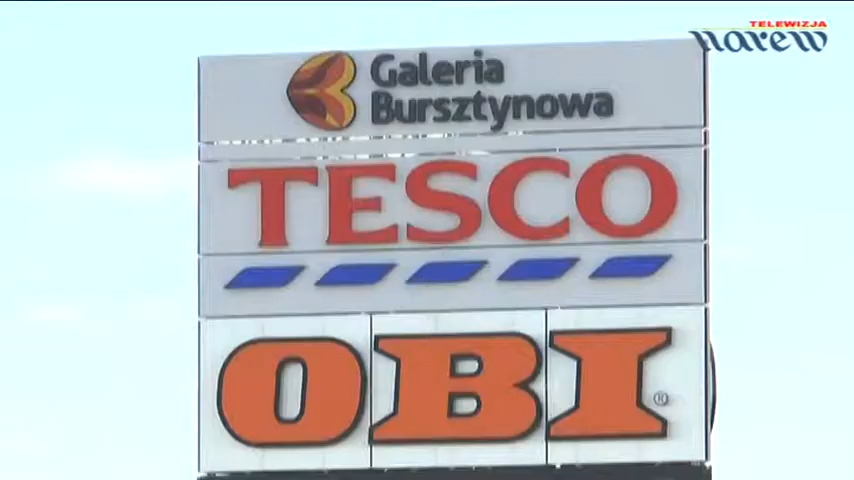 TELEWIZJA
narew
Galeria
Bursztynowa
TESCO
OBI®